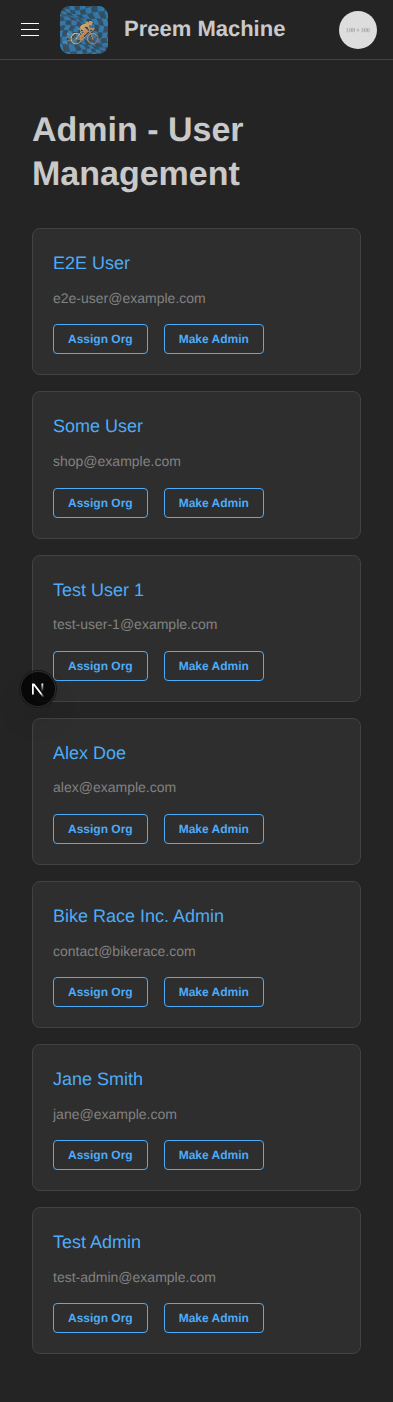 Preem Machine
100 × 100
Admin - User
Management
E2E User
e2e-user@example.com
Assign Org Make Admin
Some User
shop@example.com
Assign Org Make Admin
Test User 1
test-user-1@example.com
Assign Org Make Admin
N
Alex Doe
alex@example.com
Assign Org Make Admin
Bike Race Inc. Admin
contact@bikerace.com
Assign Org Make Admin
Jane Smith
jane@example.com
Assign Org Make Admin
Test Admin
test-admin@example.com
Assign Org Make Admin